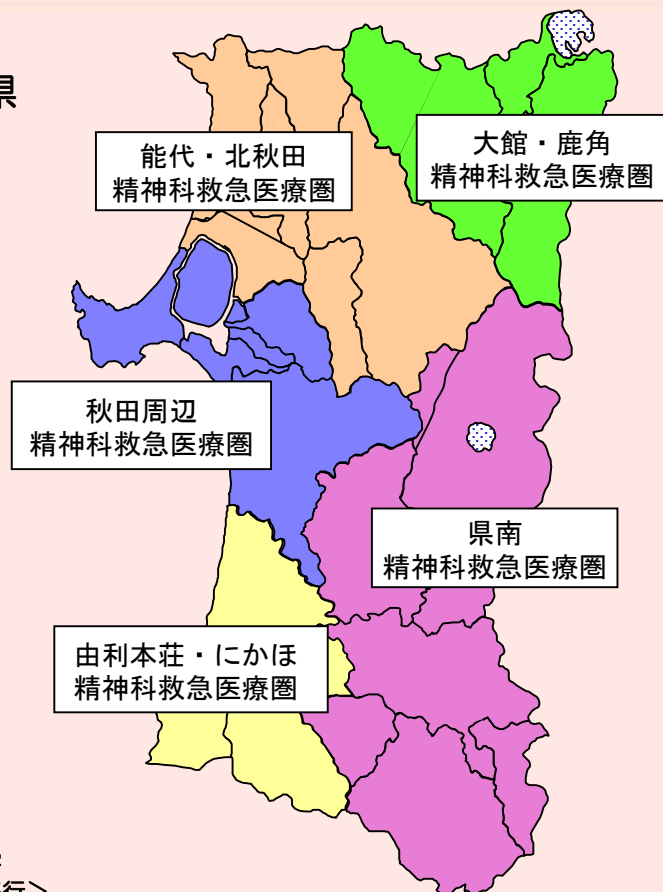 県
能代・北秋田
精神科救急医療圏
大館・鹿角
精神科救急医療圏
秋田周辺
精神科救急医療圏
県南
精神科救急医療圏
由利本荘・にかほ
精神科救急医療圏
行＞